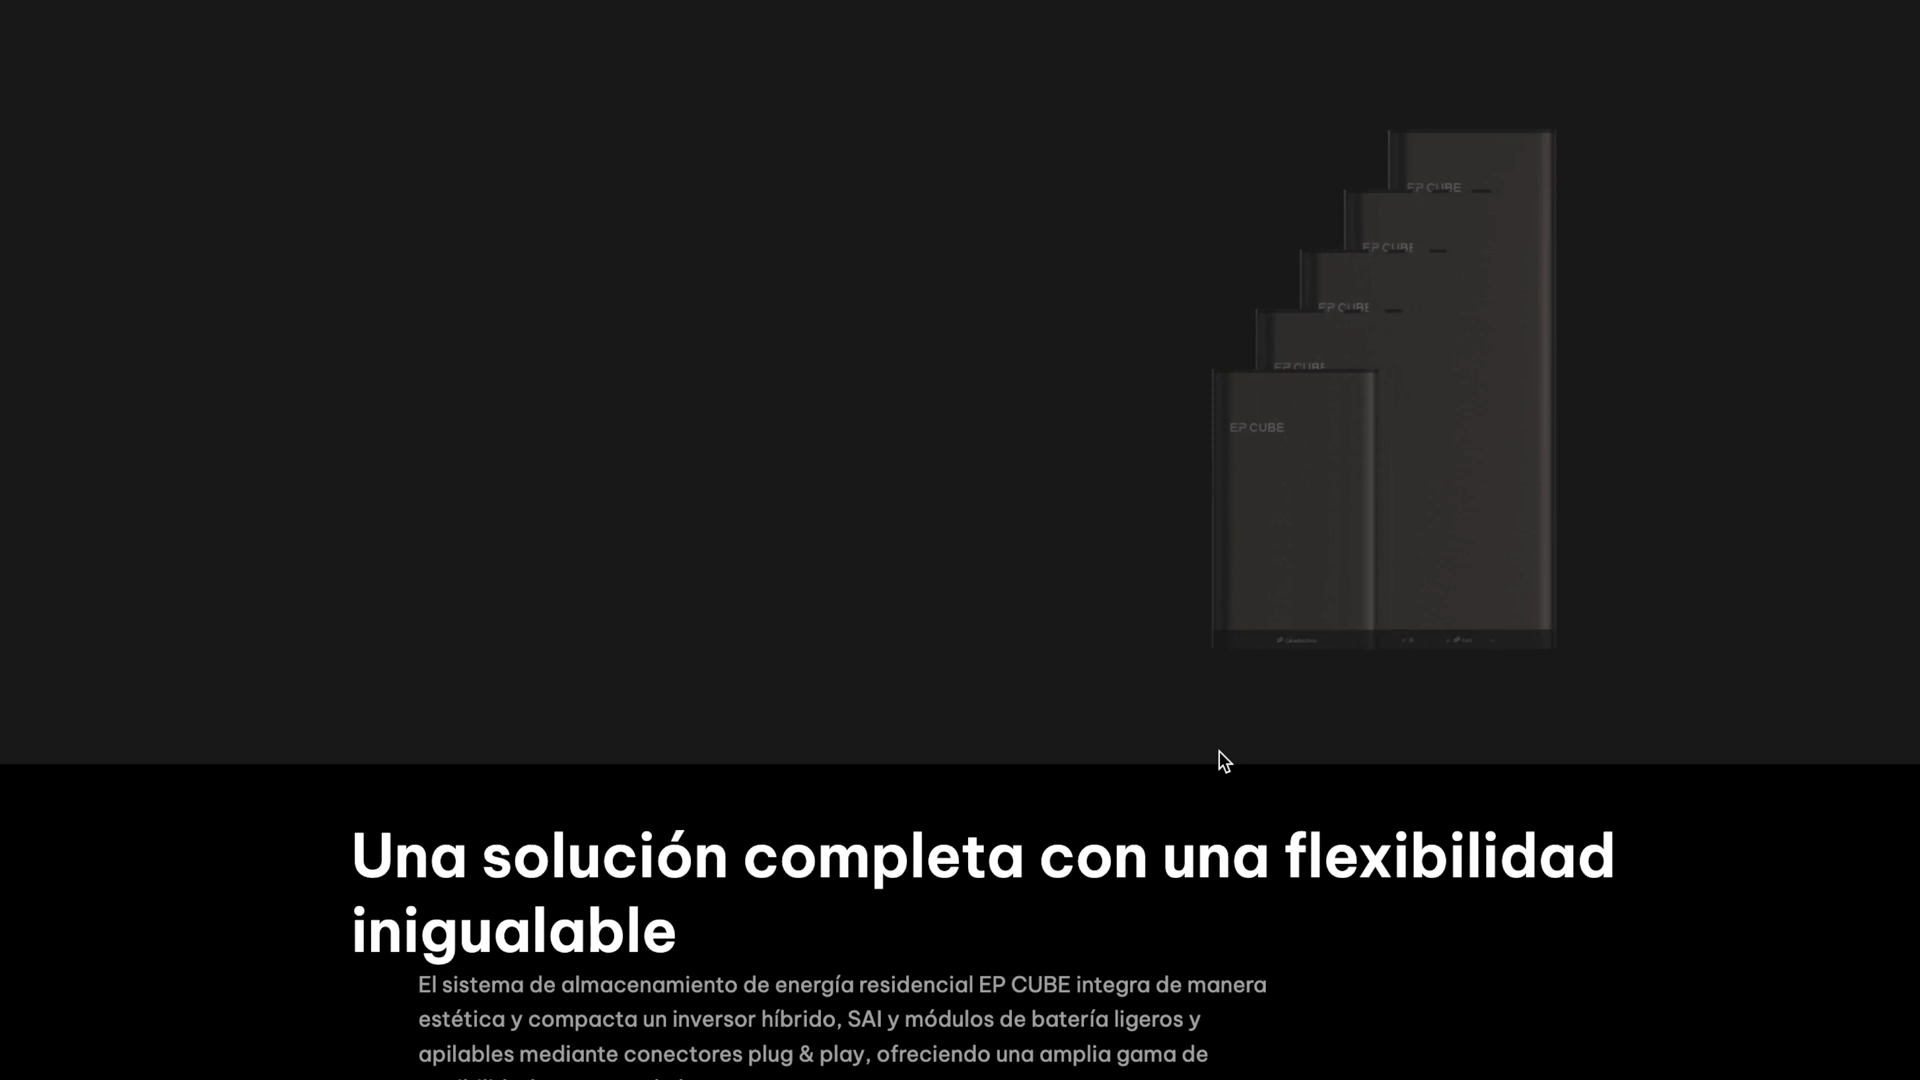 EP CUBE
EP CUBE
EP CUBE
EP CUBE
EP CUBE
Una solución completa con una flexibilidad
inigualable
El sistema de almacenamiento de energía residencial EP CUBE integra de manera
estética y compacta un inversor híbrido, SAI y módulos de batería ligeros y
apilables mediante conectores plug & play, ofreciendo una amplia gama de